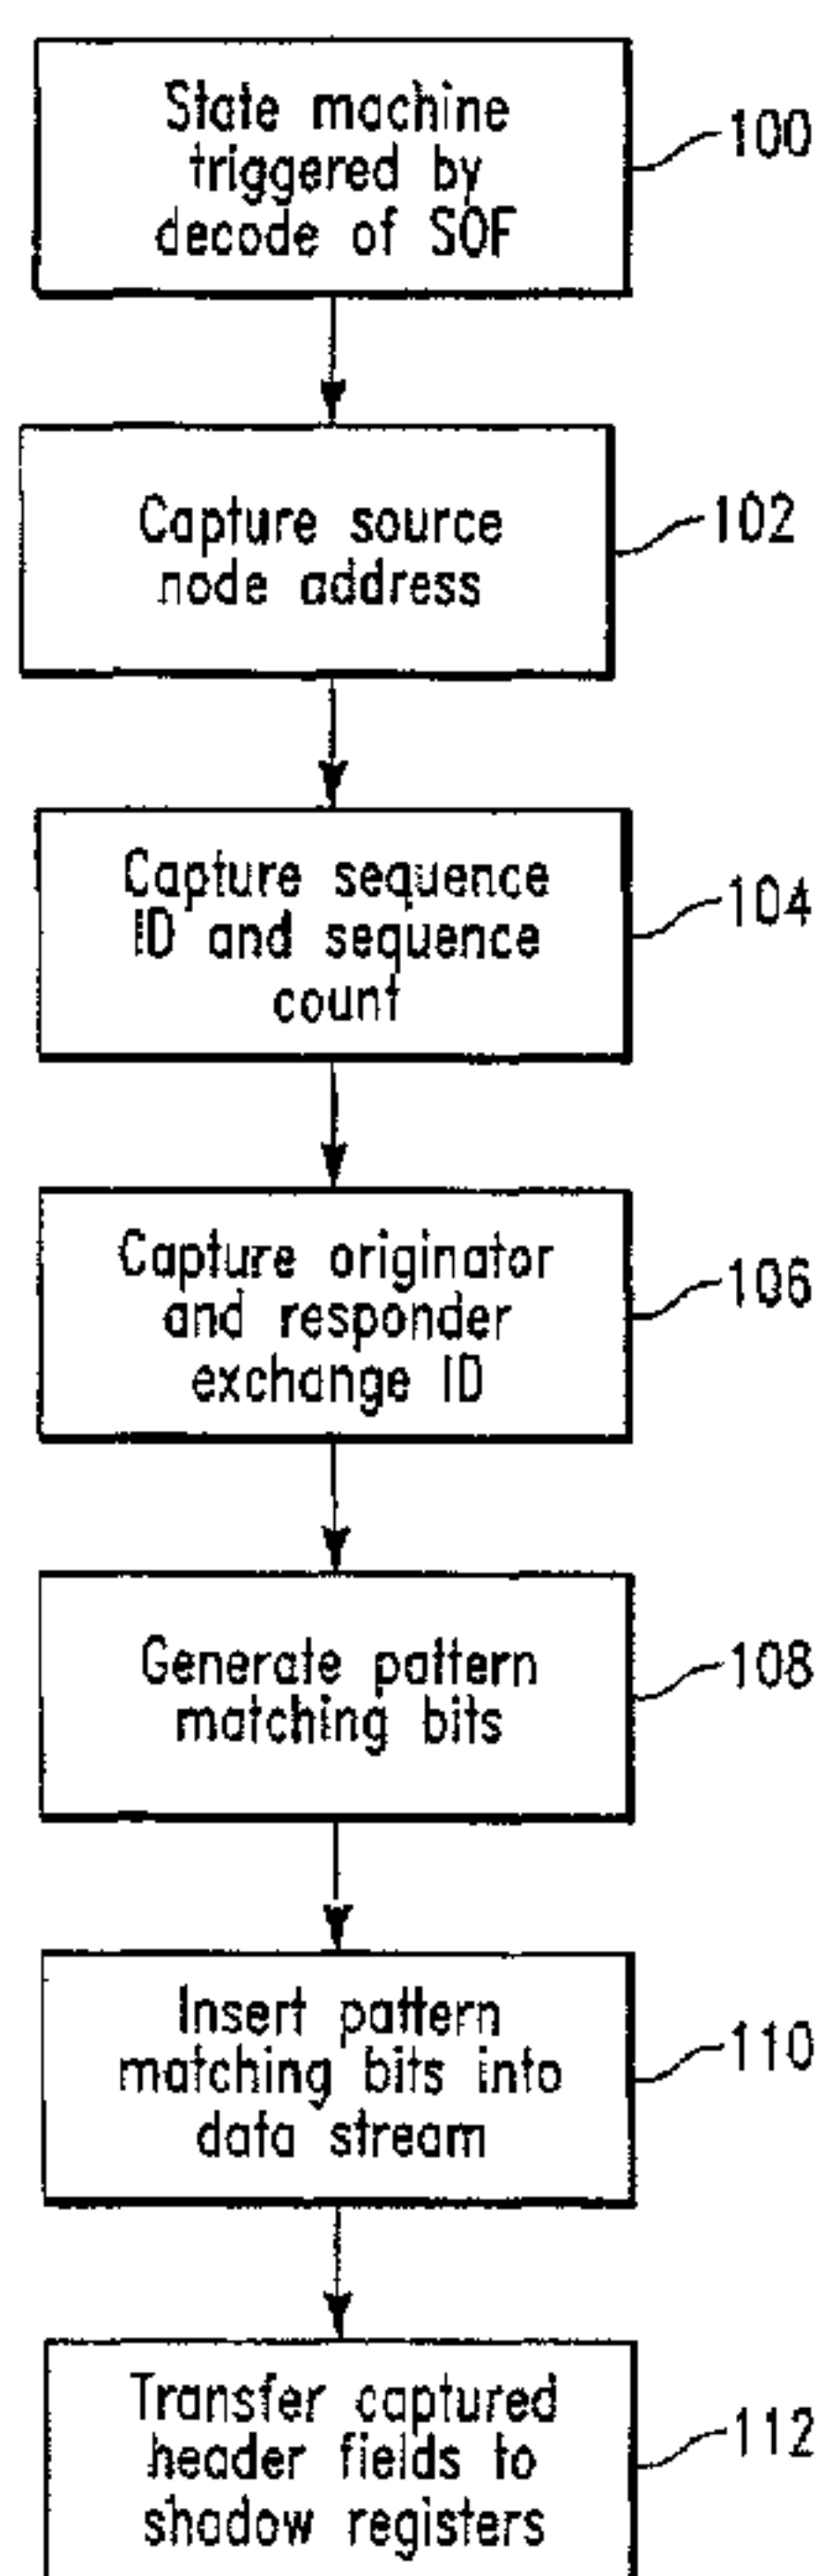 State machine
triggered by
decode of SOF
100
Capture source
node address
102
Capture sequence
ID and sequence
count
104
Capture originator
and responder
exchange ID
106
Generate pattern
matching bits
108
Insert pattern
matching bits into
data stream
110
Transfer captured
header fields to
shadow registers
112